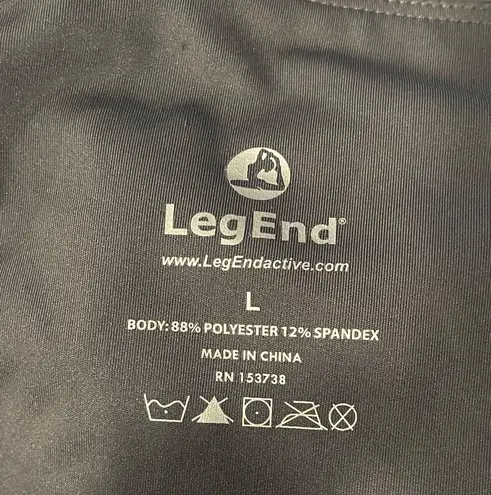 LegEnd®
www.LegEndactive.com
L
BODY: 88% POLYESTER 12% SPANDEX
MADE IN CHINA
RN 153738